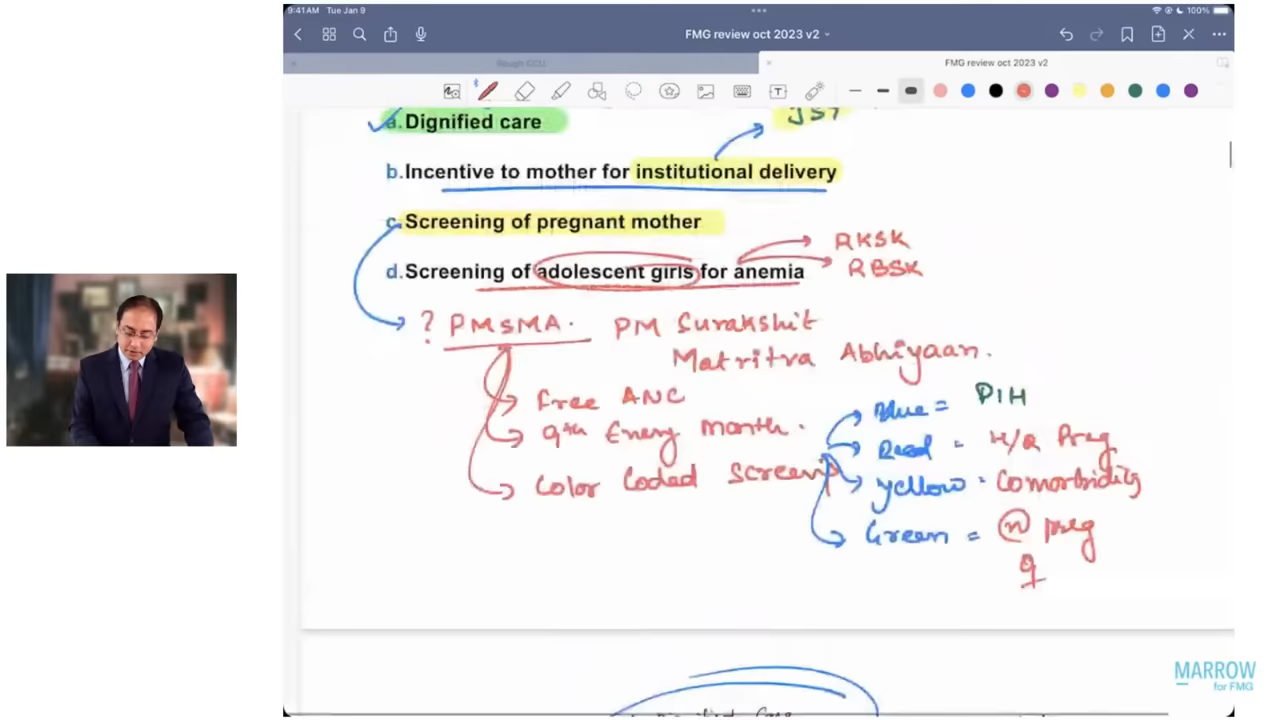 9:41 AM Tue Jan 9
100%
FMG review oct 2023 v2
Rough CCU
FMG review oct 2023 v2
a. Dignified care
JSY
b. Incentive to mother for institutional delivery
c. Screening of pregnant mother
RKSK
d. Screening of adolescent girls for anemia
RBSK
? PMSMA. PM Surakshit
Matritva Abhiyaan.
Free ANC
Blue = PIH
9th Every Month.
Red = H/R Preg
Color Coded Screenip
Yellow = Comorbidity
Green = n preg
MARROW
for FMG